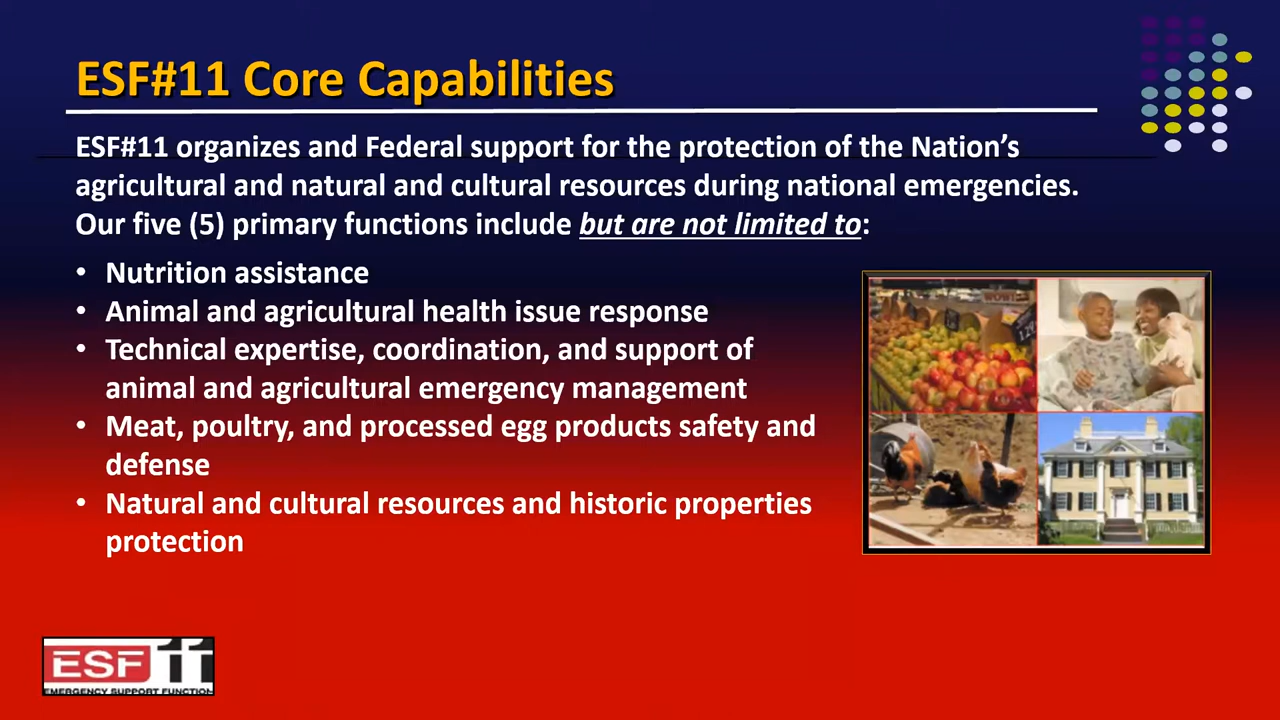 ESF#11 Core Capabilities
ESF#11 organizes and Federal support for the protection of the Nation's
agricultural and natural and cultural resources during national emergencies.
Our five (5) primary functions include but are not limited to:
• Nutrition assistance
• Animal and agricultural health issue response
• Technical expertise, coordination, and support of
animal and agricultural emergency management
• Meat, poultry, and processed egg products safety and
defense
• Natural and cultural resources and historic properties
protection
ESF 11
EMERGENCY SUPPORT FUNCTION